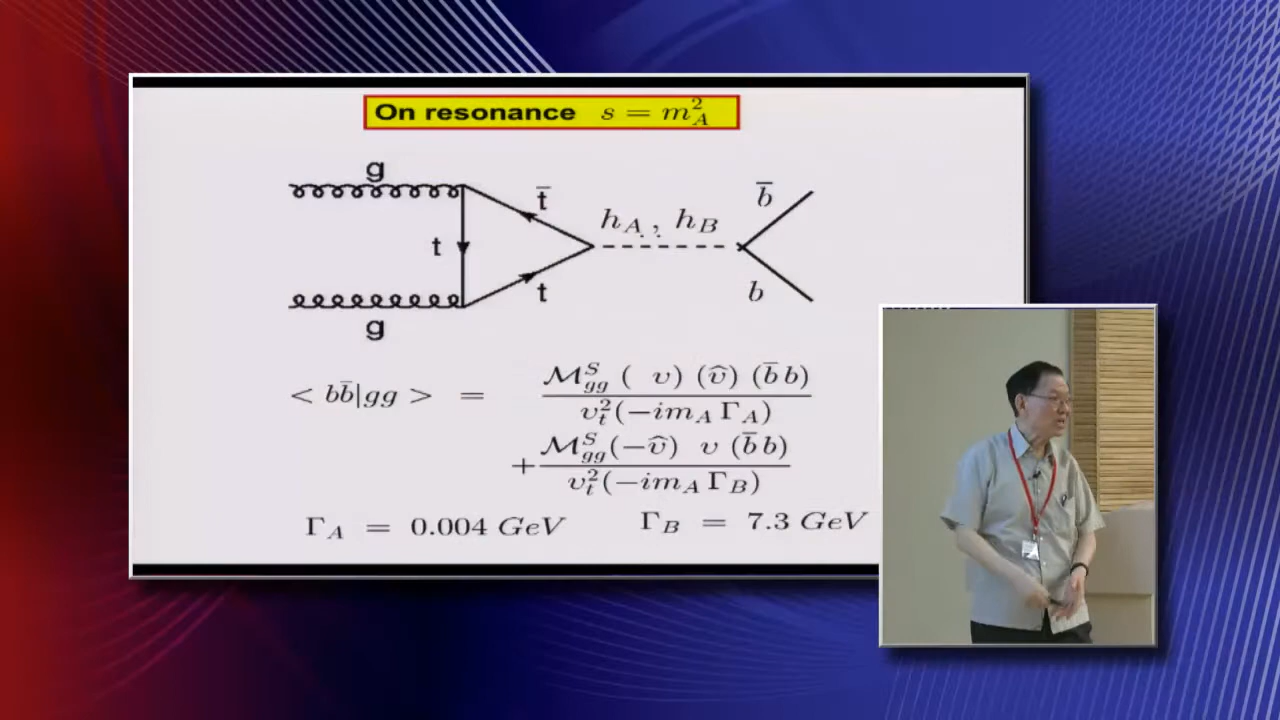 On resonance s = m_A^2
g
t̄
h_A , h_B
b̄
t
t
b
g
< b b̄|gg > = M_gg^S ( υ) (υ̂) (b̄ b)
υ_t^2(−im_A Γ_A)
+ M_gg^S(−υ̂) υ (b̄ b)
υ_t^2(−im_A Γ_B)
Γ_A = 0.004 GeV Γ_B = 7.3 GeV